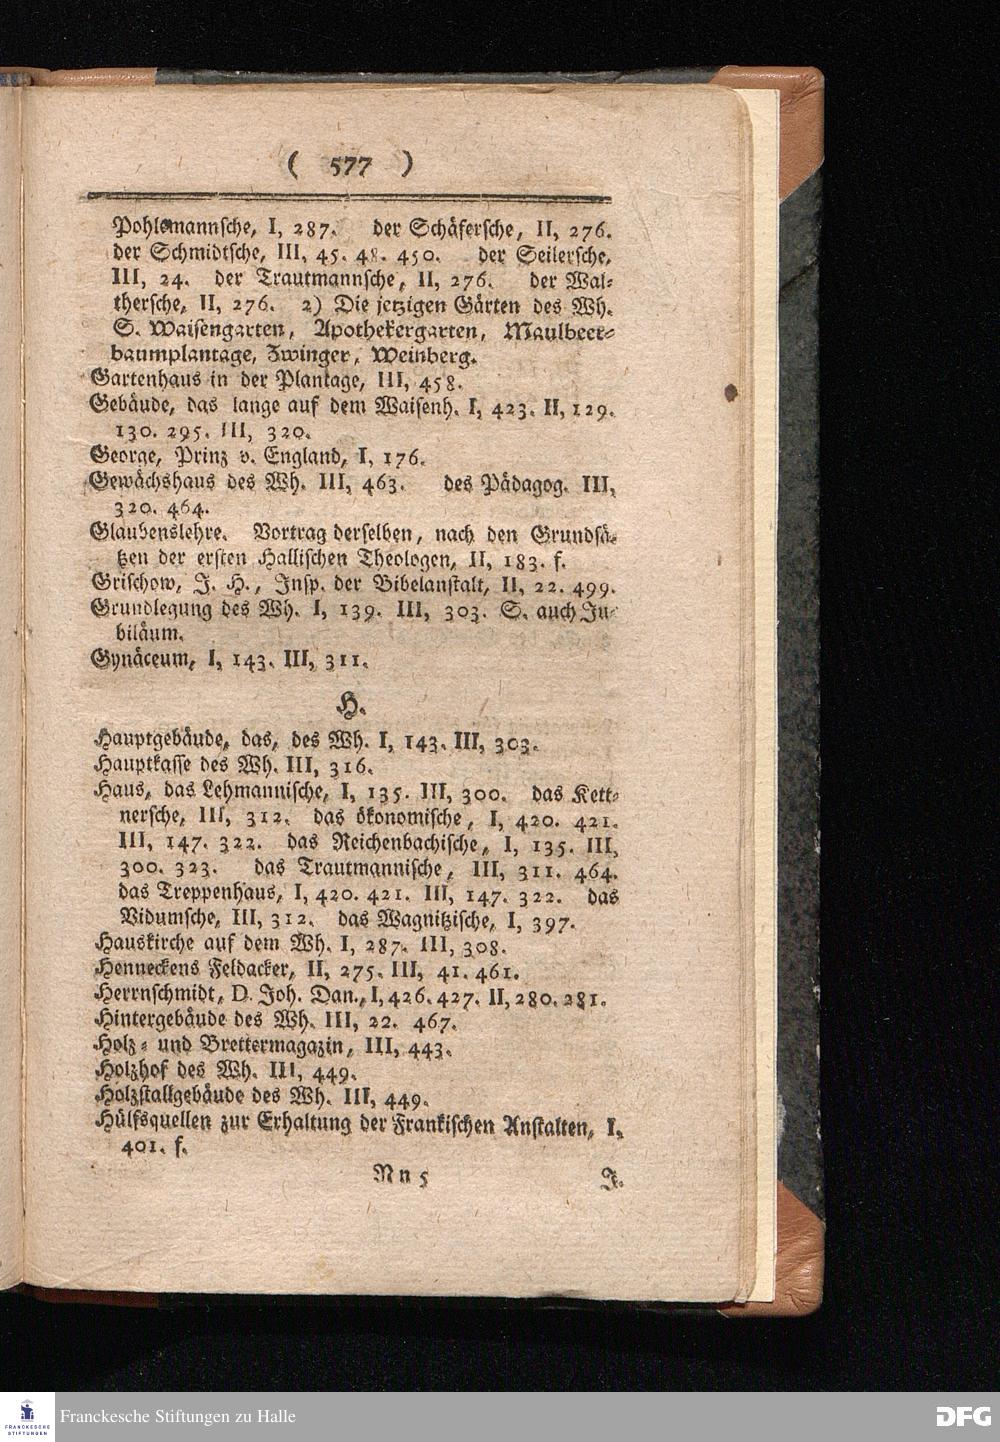 ( 577 )
Pohlemannsche, I, 287. der Schäfersche, II, 276.
der Schmidtsche, III, 45. 48. 450. der Seilersche,
III, 24. der Trautmannsche, II, 276. der Wal-
thersche, II, 276. 2) Die jetzigen Gärten des Wh.
S. Waisengarten, Apothekergarten, Maulbeer-
baumplantage, Zwinger, Weinberg.
Gartenhaus in der Plantage, III, 458.
Gebäude, das lange auf dem Waisenh. I, 423. II, 129.
130. 295. III, 320.
George, Prinz v. England, I, 176.
Gewächshaus des Wh. III, 463. des Pädagog. III,
320. 464.
Glaubenslehre. Vortrag derselben, nach den Grundsä-
tzen der ersten Hallischen Theologen, II, 183. f.
Grischow, J. H., Insp. der Bibelanstalt, II, 22. 499.
Grundlegung des Wh. I, 139. III, 303. S. auch Ju-
biläum.
Gynäceum, I, 143. III, 311.
H.
Hauptgebäude, das, des Wh. I, 143. III, 303.
Hauptkasse des Wh. III, 316.
Haus, das Lehmannische, I, 135. III, 300. das Kett-
nersche, III, 312. das ökonomische, I, 420. 421.
III, 147. 322. das Reichenbachische, I, 135. III,
300. 323. das Trautmannische, III, 311. 464.
das Treppenhaus, I, 420. 421. III, 147. 322. das
Vidumsche, III, 312. das Wagnitzische, I, 397.
Hauskirche auf dem Wh. I, 287. III, 308.
Henneckens Feldacker, II, 275. III, 41. 461.
Herrnschmidt, D. Joh. Dan., I, 426. 427. II, 280. 281.
Hintergebäude des Wh. III, 22. 467.
Holz- und Brettermagazin, III, 443.
Holzhof des Wh. III, 449.
Holzstallgebäude des Wh. III, 449.
Hülfsquellen zur Erhaltung der Frankischen Anstalten, I,
401. f.
Nn 5 J.
FRANCKESCHE STIFTUNGEN
Franckesche Stiftungen zu Halle
DFG